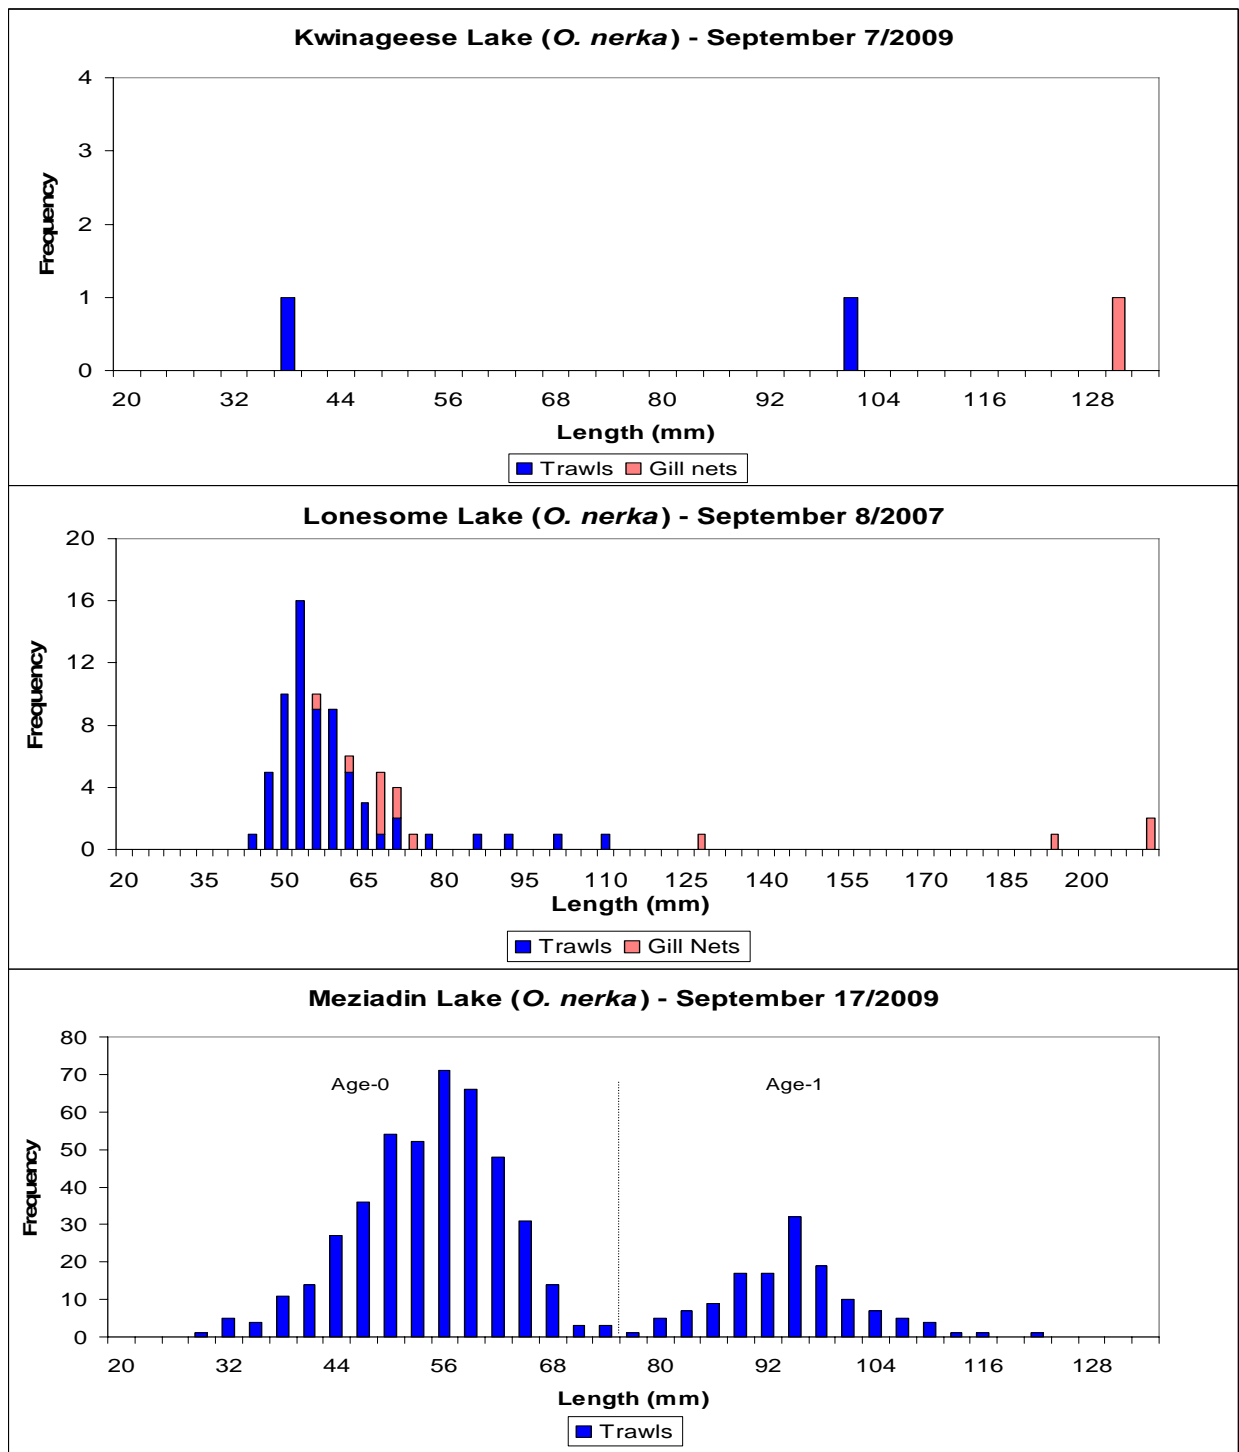 Kwinageese Lake (O. nerka) - September 7/2009
4
3
2
1
0
Frequency
20 32 44 56 68 80 92 104 116 128
Length (mm)
Trawls Gill nets
Lonesome Lake (O. nerka) - September 8/2007
20
16
12
8
4
0
Frequency
20 35 50 65 80 95 110 125 140 155 170 185 200
Length (mm)
Trawls Gill Nets
Meziadin Lake (O. nerka) - September 17/2009
80
70
60
50
40
30
20
10
0
Frequency
Age-0 Age-1
20 32 44 56 68 80 92 104 116 128
Length (mm)
Trawls